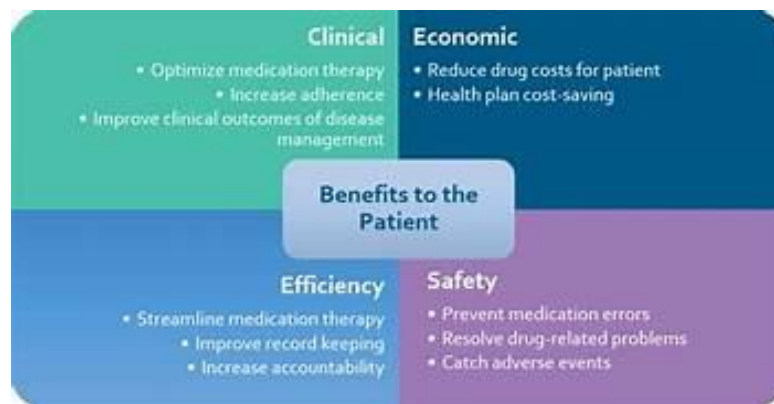 Clinical
• Optimize medication therapy
• Increase adherence
• Improve clinical outcomes of disease
management
Economic
• Reduce drug costs for patient
• Health plan cost-saving
Benefits to the
Patient
Efficiency
• Streamline medication therapy
• Improve record keeping
• Increase accountability
Safety
• Prevent medication errors
• Resolve drug-related problems
• Catch adverse events